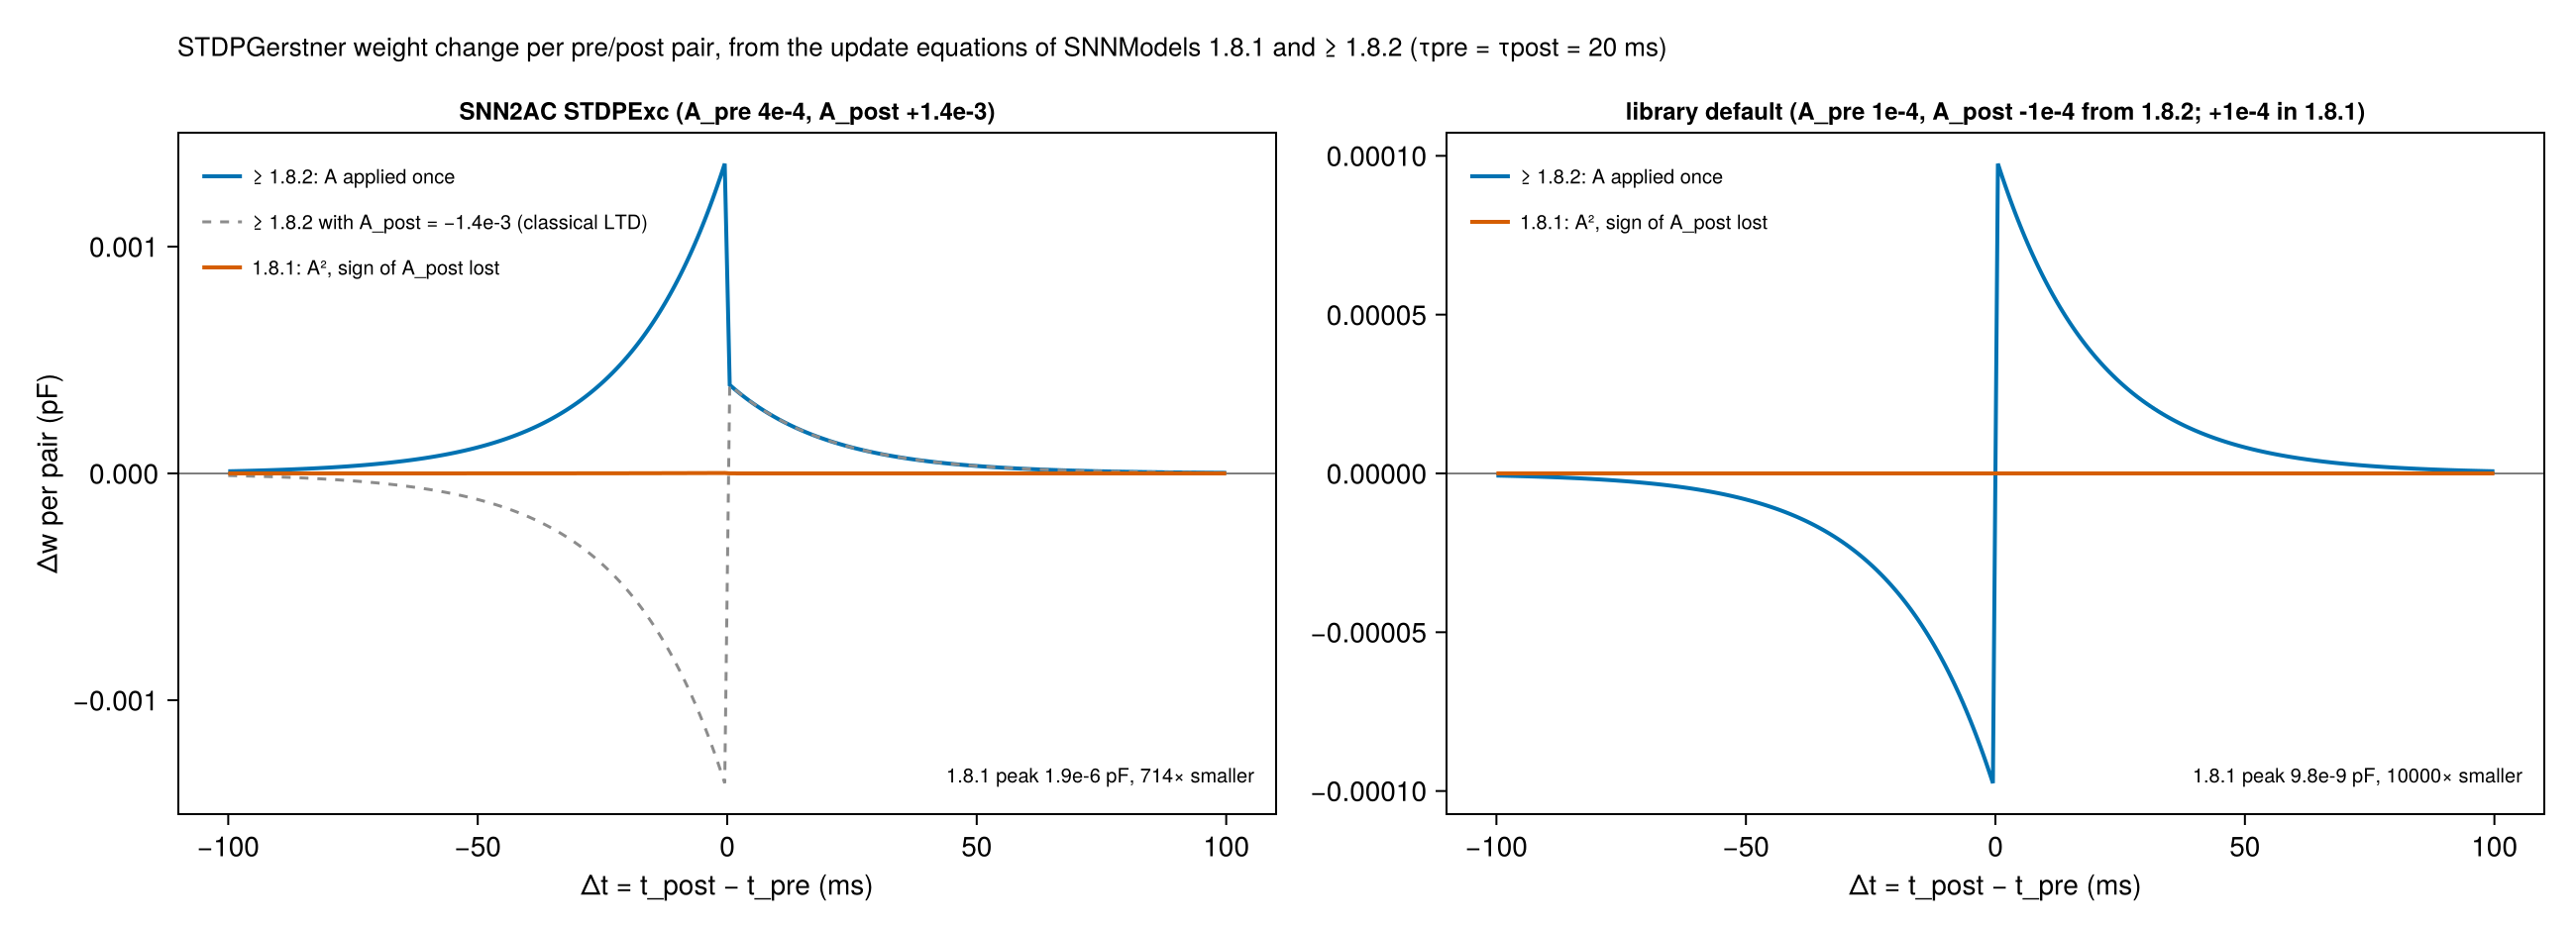 STDPGerstner weight change per pre/post pair, from the update equations of SNNModels 1.8.1 and ≥ 1.8.2 (τpre = τpost = 20 ms)
SNN2AC STDPExc (A_pre 4e-4, A_post +1.4e-3)
≥ 1.8.2: A applied once
≥ 1.8.2 with A_post = −1.4e-3 (classical LTD)
1.8.1: A², sign of A_post lost
0.001
0.000
−0.001
Δw per pair (pF)
1.8.1 peak 1.9e-6 pF, 714× smaller
−100
−50
0
50
100
Δt = t_post − t_pre (ms)
library default (A_pre 1e-4, A_post -1e-4 from 1.8.2; +1e-4 in 1.8.1)
≥ 1.8.2: A applied once
1.8.1: A², sign of A_post lost
0.00010
0.00005
0.00000
−0.00005
−0.00010
1.8.1 peak 9.8e-9 pF, 10000× smaller
−100
−50
0
50
100
Δt = t_post − t_pre (ms)